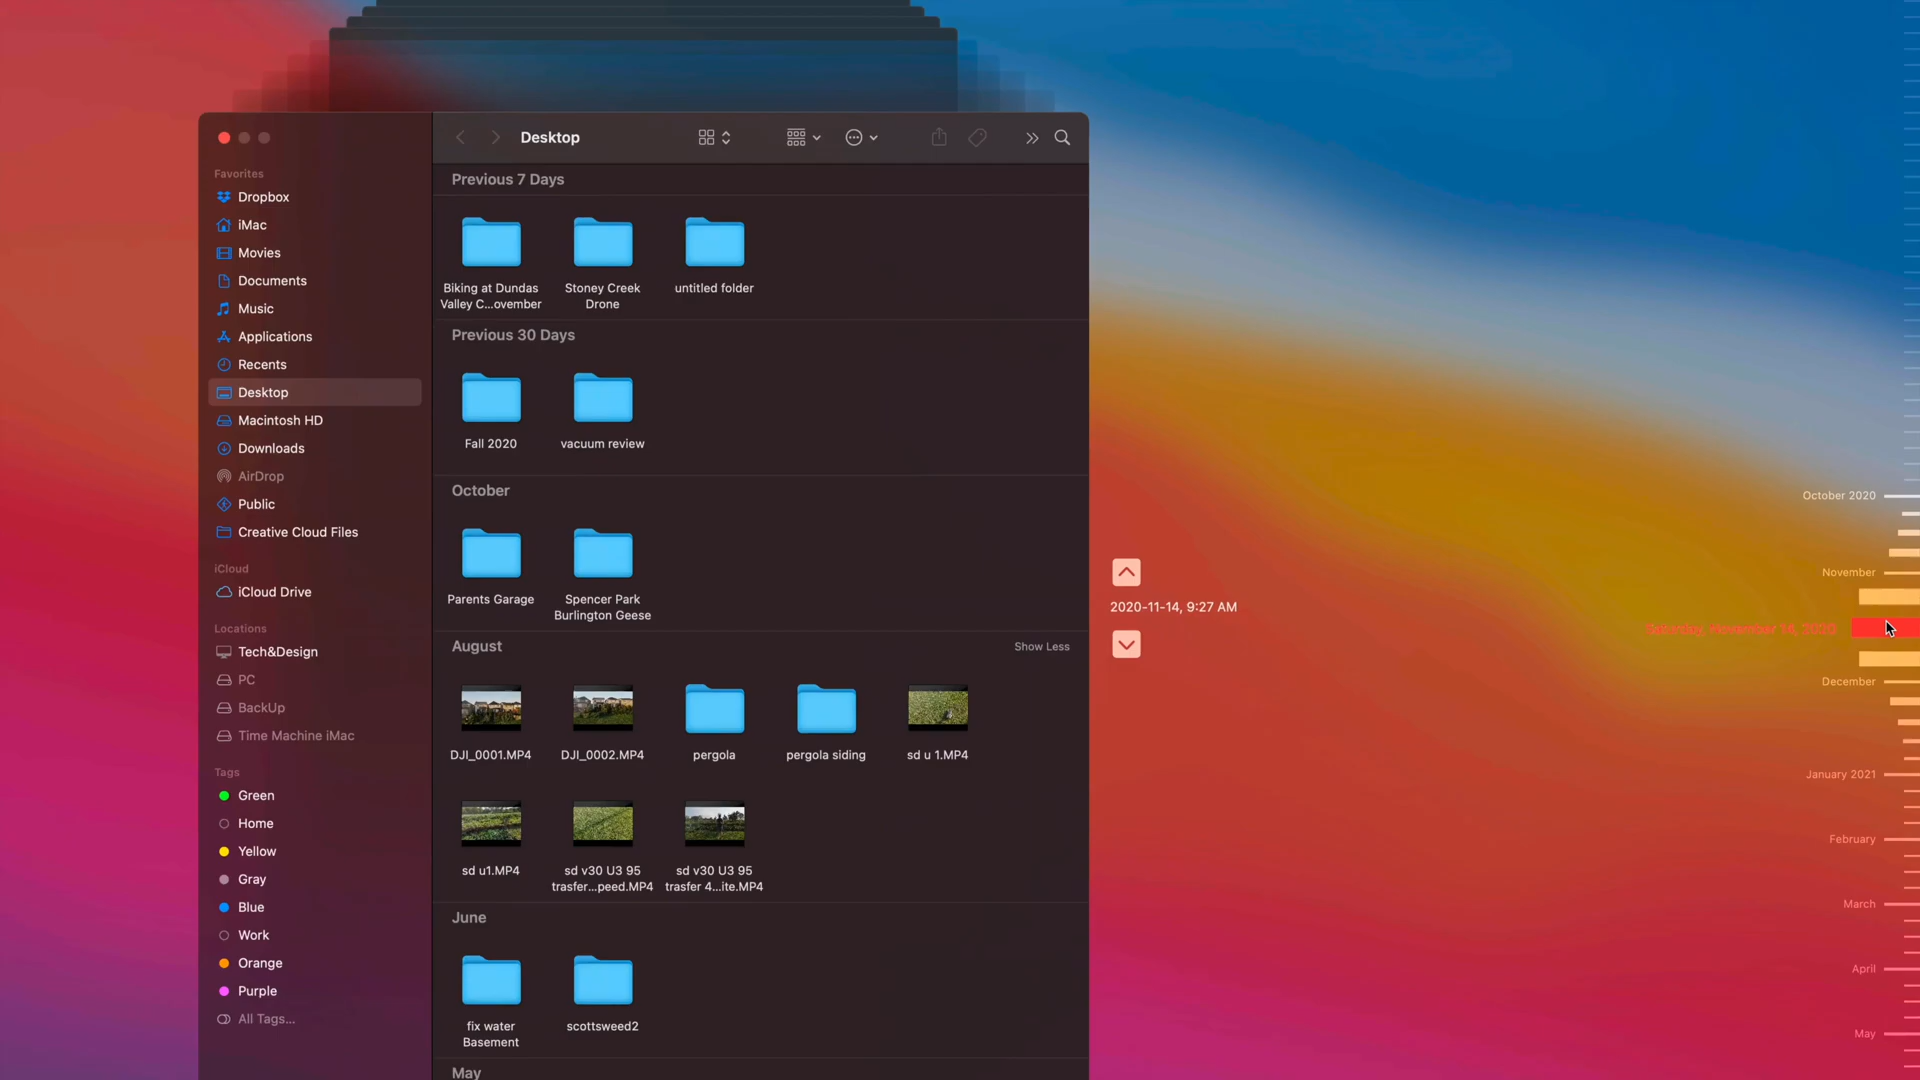 Desktop
Favorites
Dropbox
iMac
Movies
Documents
Music
Applications
Recents
Desktop
Macintosh HD
Downloads
AirDrop
Public
Creative Cloud Files
iCloud
iCloud Drive
Locations
Tech&Design
PC
BackUp
Time Machine iMac
Tags
Green
Home
Yellow
Gray
Blue
Work
Orange
Purple
All Tags...
Previous 7 Days
Biking at Dundas
Valley C...ovember
Stoney Creek
Drone
untitled folder
Previous 30 Days
Fall 2020
vacuum review
October
Parents Garage
Spencer Park
Burlington Geese
August
Show Less
DJI_0001.MP4
DJI_0002.MP4
pergola
pergola siding
sd u 1.MP4
sd u1.MP4
sd v30 U3 95
trasfer...peed.MP4
sd v30 U3 95
trasfer 4...ite.MP4
June
fix water
Basement
scottsweed2
May
2020-11-14, 9:27 AM
October 2020
November
Saturday, November 14, 2020
December
January 2021
February
March
April
May